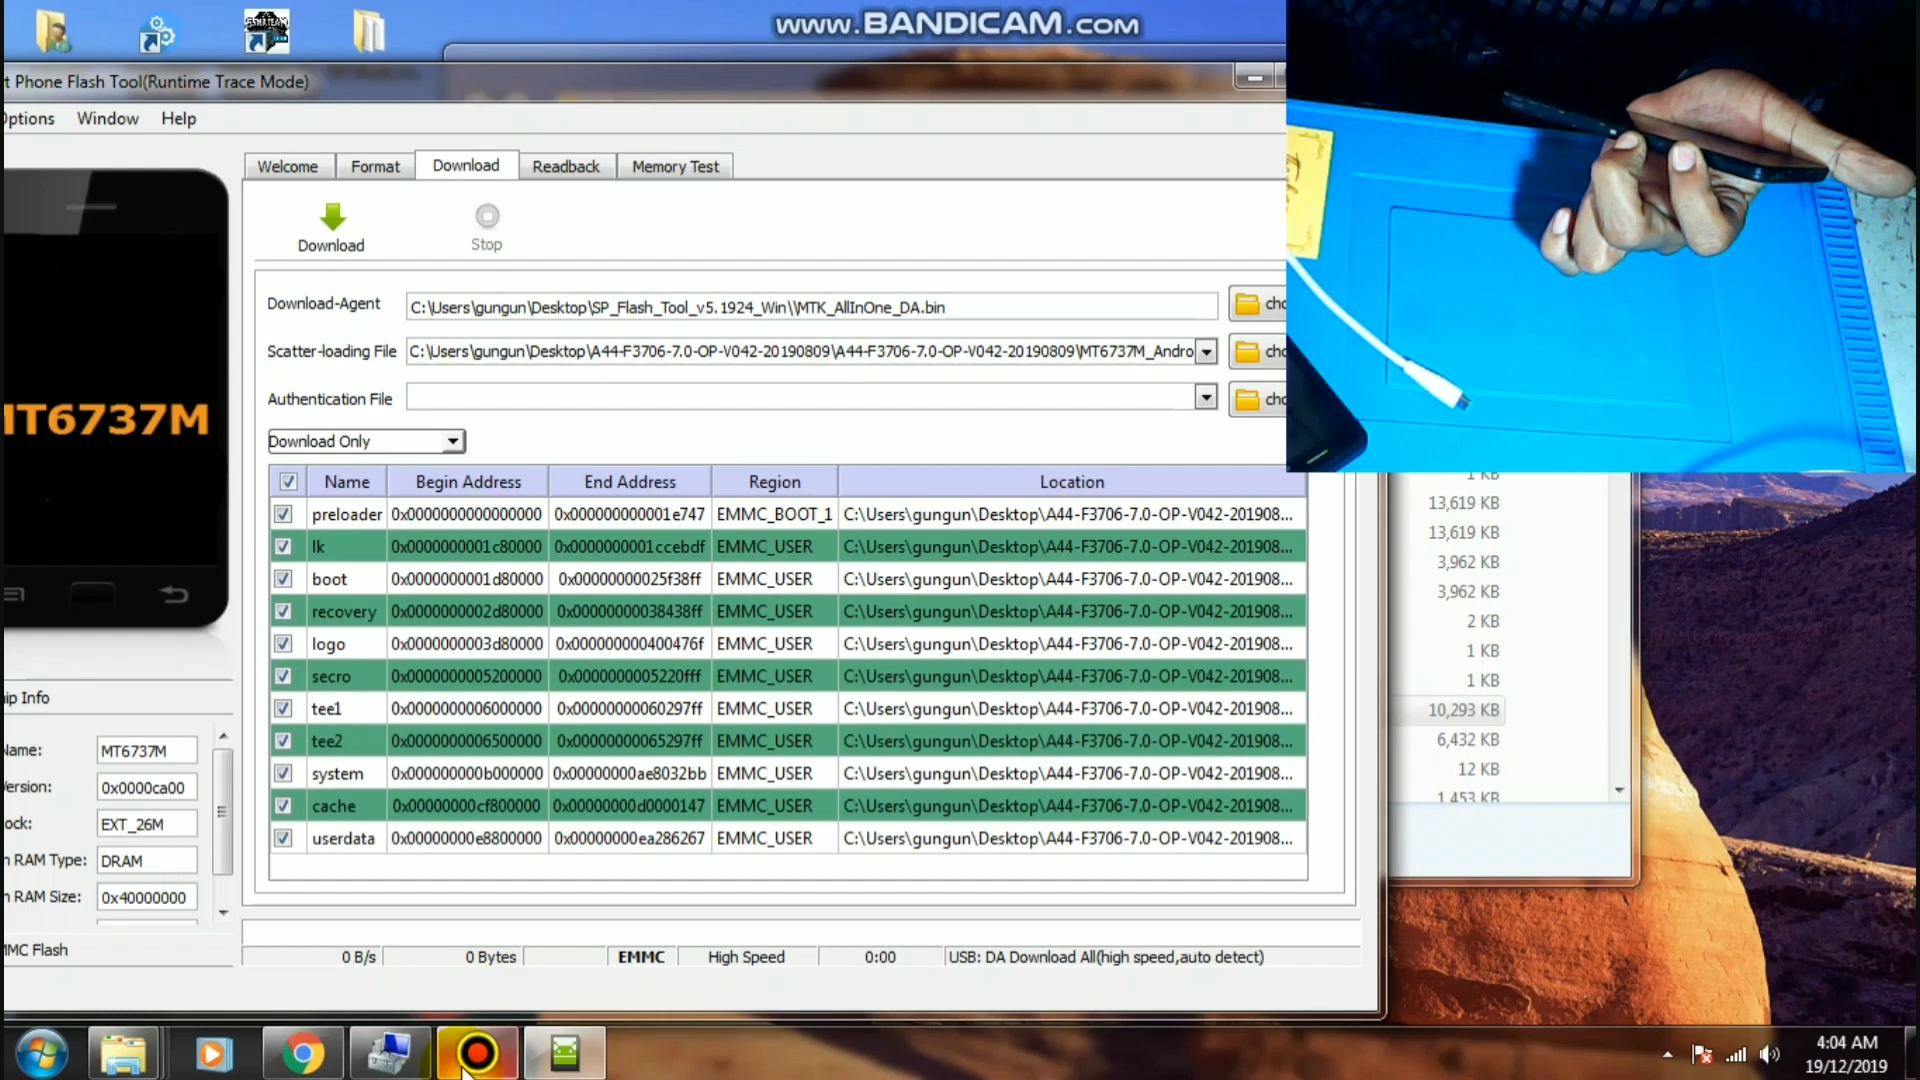 www.BANDICAM.com
t Phone Flash Tool(Runtime Trace Mode)
ptions Window Help
Welcome Format Download Readback Memory Test
Download Stop
Download-Agent C:\Users\gungun\Desktop\SP_Flash_Tool_v5.1924_Win\\MTK_AllInOne_DA.bin cho
Scatter-loading File C:\Users\gungun\Desktop\A44-F3706-7.0-OP-V042-20190809\A44-F3706-7.0-OP-V042-20190809\MT6737M_Andro cho
Authentication File cho
MT6737M
Download Only
Name Begin Address End Address Region Location
preloader 0x0000000000000000 0x000000000001e747 EMMC_BOOT_1 C:\Users\gungun\Desktop\A44-F3706-7.0-OP-V042-201908...
lk 0x0000000001c80000 0x0000000001ccebdf EMMC_USER C:\Users\gungun\Desktop\A44-F3706-7.0-OP-V042-201908...
boot 0x0000000001d80000 0x00000000025f38ff EMMC_USER C:\Users\gungun\Desktop\A44-F3706-7.0-OP-V042-201908...
recovery 0x0000000002d80000 0x00000000038438ff EMMC_USER C:\Users\gungun\Desktop\A44-F3706-7.0-OP-V042-201908...
logo 0x0000000003d80000 0x000000000400476f EMMC_USER C:\Users\gungun\Desktop\A44-F3706-7.0-OP-V042-201908...
secro 0x0000000005200000 0x0000000005220fff EMMC_USER C:\Users\gungun\Desktop\A44-F3706-7.0-OP-V042-201908...
tee1 0x0000000006000000 0x00000000060297ff EMMC_USER C:\Users\gungun\Desktop\A44-F3706-7.0-OP-V042-201908...
tee2 0x0000000006500000 0x00000000065297ff EMMC_USER C:\Users\gungun\Desktop\A44-F3706-7.0-OP-V042-201908...
system 0x000000000b000000 0x00000000ae8032bb EMMC_USER C:\Users\gungun\Desktop\A44-F3706-7.0-OP-V042-201908...
cache 0x00000000cf800000 0x00000000d0000147 EMMC_USER C:\Users\gungun\Desktop\A44-F3706-7.0-OP-V042-201908...
userdata 0x00000000e8800000 0x00000000ea286267 EMMC_USER C:\Users\gungun\Desktop\A44-F3706-7.0-OP-V042-201908...
ip Info
Name: MT6737M
ersion: 0x0000ca00
ock: EXT_26M
n RAM Type: DRAM
n RAM Size: 0x40000000
MMC Flash
0 B/s 0 Bytes EMMC High Speed 0:00 USB: DA Download All(high speed,auto detect)
1 KB
13,619 KB
13,619 KB
3,962 KB
3,962 KB
2 KB
1 KB
1 KB
10,293 KB
6,432 KB
12 KB
1,453 KB
4:04 AM
19/12/2019